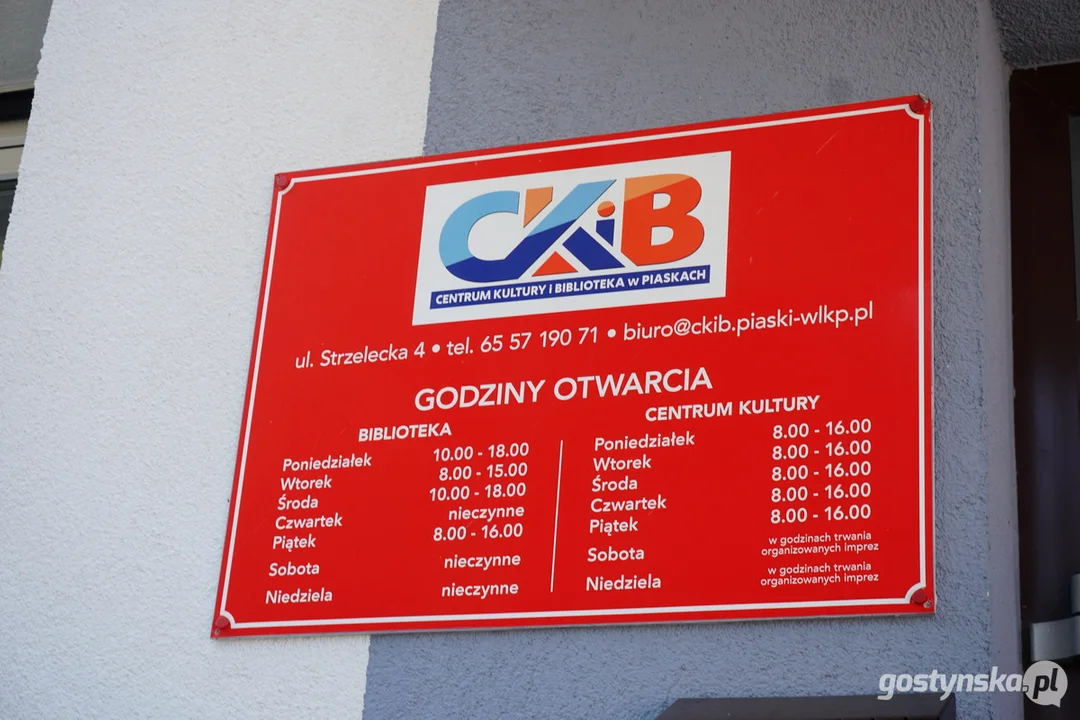 CKiB
CENTRUM KULTURY I BIBLIOTEKA w PIASKACH
ul. Strzelecka 4 • tel. 65 57 190 71 • biuro@ckib.piaski-wlkp.pl
GODZINY OTWARCIA
BIBLIOTEKA
Poniedziałek 10.00 - 18.00
Wtorek 8.00 - 15.00
Środa 10.00 - 18.00
Czwartek nieczynne
Piątek 8.00 - 16.00
Sobota nieczynne
Niedziela nieczynne
CENTRUM KULTURY
Poniedziałek 8.00 - 16.00
Wtorek 8.00 - 16.00
Środa 8.00 - 16.00
Czwartek 8.00 - 16.00
Piątek 8.00 - 16.00
Sobota w godzinach trwania
organizowanych imprez
Niedziela w godzinach trwania
organizowanych imprez
gostynska.pl